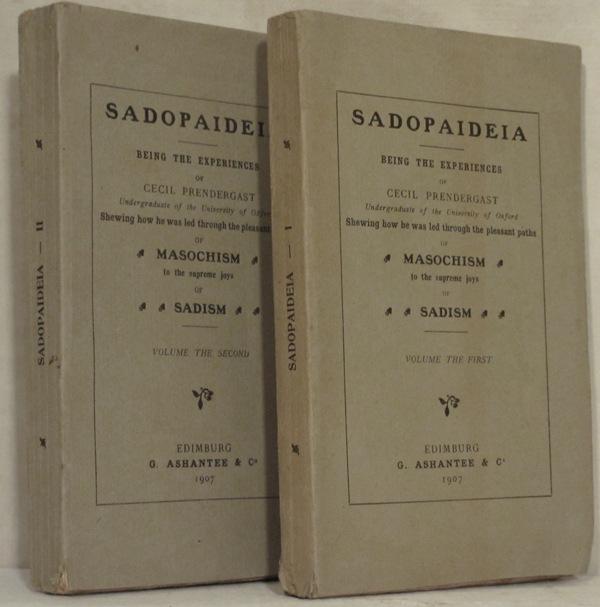 SADOPAIDEIA — II
SADOPAIDEI
BEING THE EXPERIENCES
OF
CECIL PRENDERGAST
Undergraduate of the University of Oxfor
Shewing how he was led through the pleasant
OF
MASOCHISM
to the supreme joys
OF
SADISM
VOLUME THE SECOND
EDIMBURG
G. ASHANTEE & Co
1907
SADOPAIDEIA — I
SADOPAIDEIA
BEING THE EXPERIENCES
OF
CECIL PRENDERGAST
Undergraduate of the University of Oxford
Shewing how he was led through the pleasant paths
OF
MASOCHISM
to the supreme joys
OF
SADISM
VOLUME THE FIRST
EDIMBURG
G. ASHANTEE & Co
1907